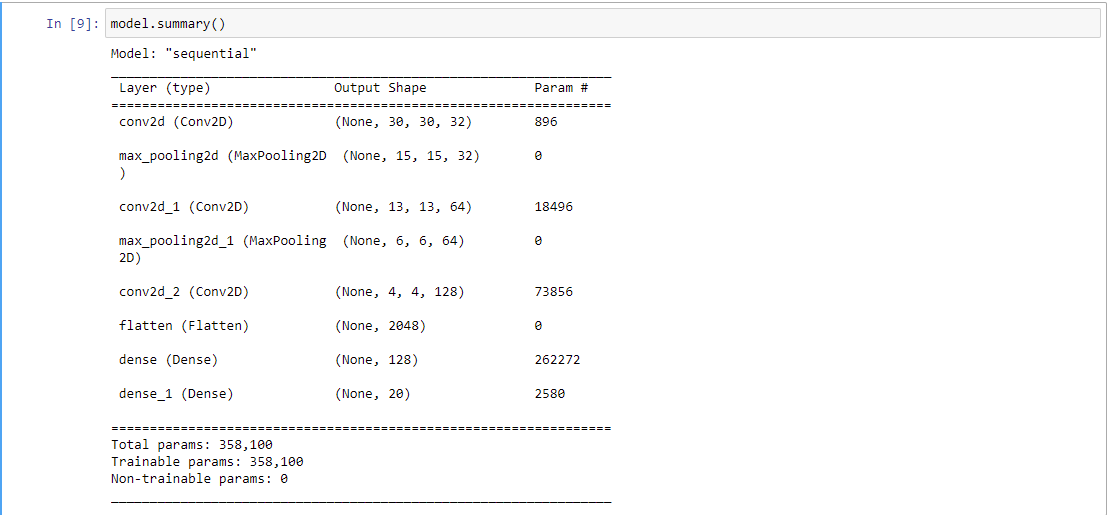 In [9]: model.summary()
Model: "sequential"
_________________________________________________________________
Layer (type) Output Shape Param #
=================================================================
conv2d (Conv2D) (None, 30, 30, 32) 896
max_pooling2d (MaxPooling2D (None, 15, 15, 32) 0
)
conv2d_1 (Conv2D) (None, 13, 13, 64) 18496
max_pooling2d_1 (MaxPooling (None, 6, 6, 64) 0
2D)
conv2d_2 (Conv2D) (None, 4, 4, 128) 73856
flatten (Flatten) (None, 2048) 0
dense (Dense) (None, 128) 262272
dense_1 (Dense) (None, 20) 2580
=================================================================
Total params: 358,100
Trainable params: 358,100
Non-trainable params: 0
_________________________________________________________________